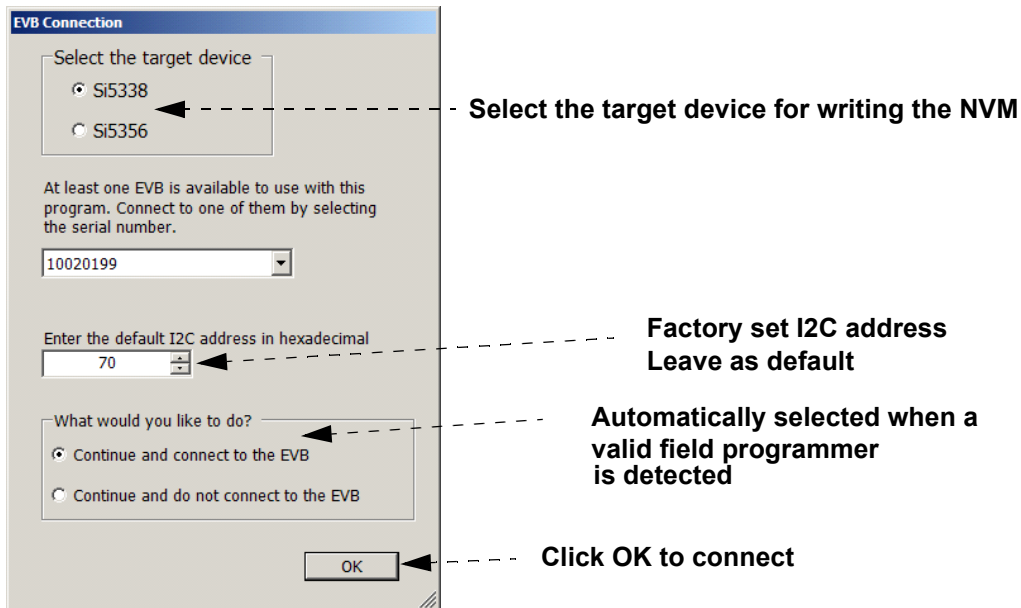 EVB Connection
Select the target device
Si5338
Si5356
Select the target device for writing the NVM
At least one EVB is available to use with this
program. Connect to one of them by selecting
the serial number.
10020199
Enter the default I2C address in hexadecimal
70
Factory set I2C address
Leave as default
What would you like to do?
Continue and connect to the EVB
Continue and do not connect to the EVB
Automatically selected when a
valid field programmer
is detected
OK
Click OK to connect